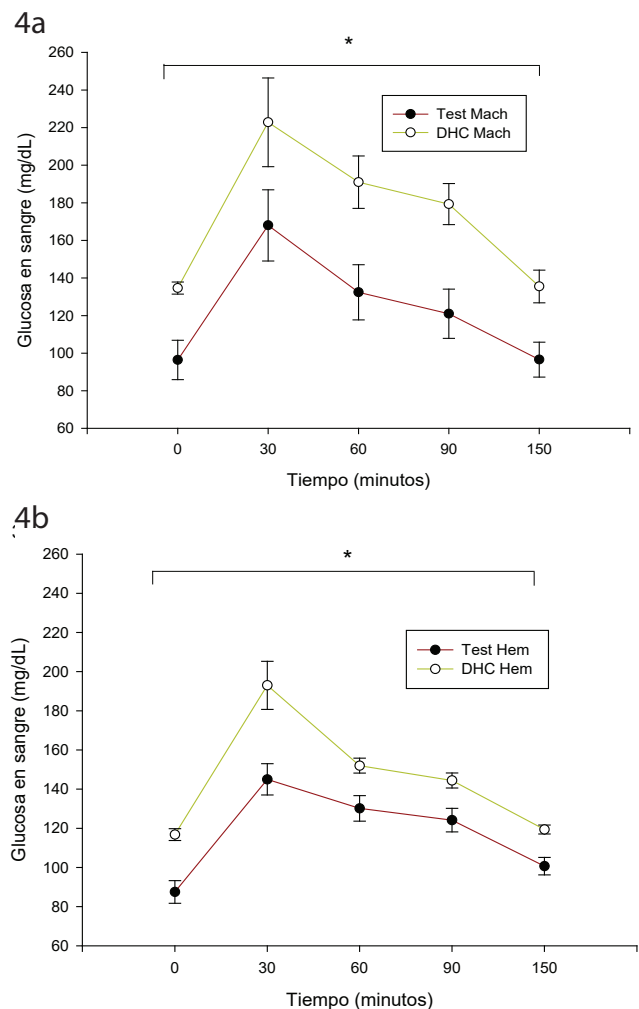 4a
*
260
240
220
200
180
160
140
120
100
80
60
Glucosa en sangre (mg/dL)
Test Mach
DHC Mach
0 30 60 90 150
Tiempo (minutos)
4b
*
260
240
220
200
180
160
140
120
100
80
60
Glucosa en sangre (mg/dL)
Test Hem
DHC Hem
0 30 60 90 150
Tiempo (minutos)